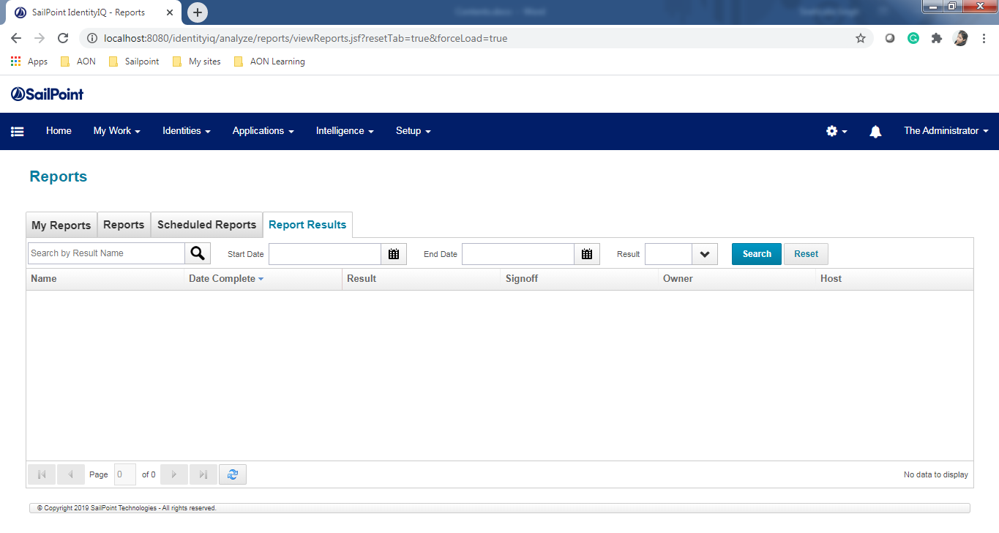 SailPoint IdentityIQ - Reports
localhost:8080/identityiq/analyze/reports/viewReports.jsf?resetTab=true&forceLoad=true
Apps AON Sailpoint My sites AON Learning
SailPoint
Home My Work Identities Applications Intelligence Setup The Administrator
Reports
My Reports Reports Scheduled Reports Report Results
Search by Result Name Start Date End Date Result Search Reset
Name Date Complete Result Signoff Owner Host
Page 0 of 0 No data to display
© Copyright 2019 SailPoint Technologies - All rights reserved.